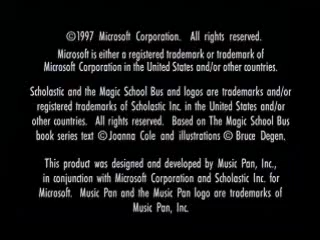 ©1997 Microsoft Corporation. All rights reserved.
Microsoft is either a registered trademark or trademark of
Microsoft Corporation in the United States and/or other countries.
Scholastic and the Magic School Bus and logos are trademarks and/or
registered trademarks of Scholastic Inc. in the United States and/or
other countries. All rights reserved. Based on The Magic School Bus
book series text ©Joanna Cole and illustrations © Bruce Degen.
This product was designed and developed by Music Pan, Inc.,
in conjunction with Microsoft Corporation and Scholastic Inc. for
Microsoft. Music Pan and the Music Pan logo are trademarks of
Music Pan, Inc.